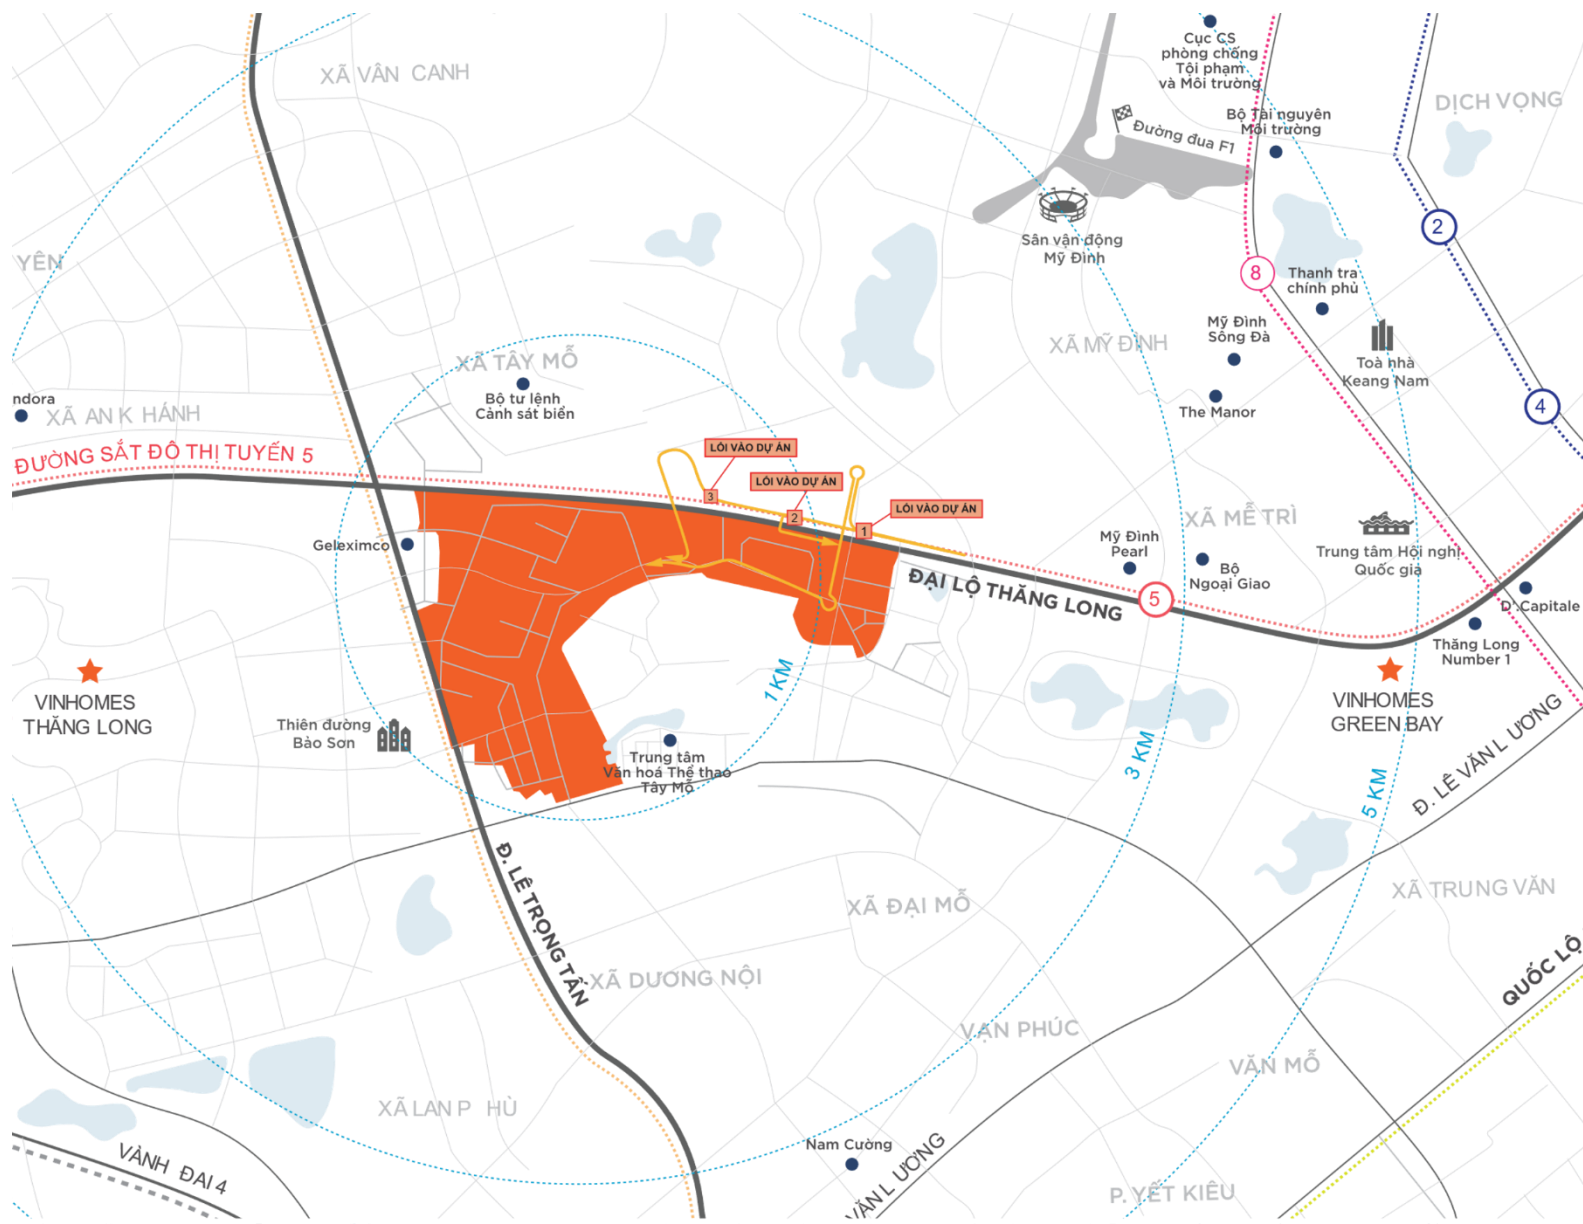 Cục CS
phòng chống
Tội phạm
và Môi trường
XÃ VÂN CANH
DỊCH VỌNG
Bộ Tài nguyên
Môi trường
Đường đua F1
2
Sân vận động
Mỹ Đình
YÊN
8
Thanh tra
chính phủ
Mỹ Đình
Sông Đà
XÃ MỸ ĐÌNH
Toà nhà
Keang Nam
XÃ TÂY MỖ
Bộ tư lệnh
Cảnh sát biển
ndora
XÃ AN K HÁNH
The Manor
4
ĐƯỜNG SẮT ĐÔ THỊ TUYẾN 5
LỐI VÀO DỰ ÁN
3
LỐI VÀO DỰ ÁN
2
LỐI VÀO DỰ ÁN
1
XÃ MỄ TRÌ
Geleximco
Mỹ Đình
Pearl
Bộ
Ngoại Giao
Trung tâm Hội nghị
Quốc gia
ĐẠI LỘ THĂNG LONG
5
D' Capitale
Thăng Long
Number 1
VINHOMES
THĂNG LONG
1 KM
VINHOMES
GREEN BAY
Thiên đường
Bảo Sơn
Trung tâm
Văn hoá Thể thao
Tây Mỗ
3 KM
5 KM
Đ. LÊ VĂN L ƯƠNG
Đ. LÊ TRỌNG TẤN
XÃ ĐẠI MỖ
XÃ TRUNG VĂN
XÃ DƯƠNG NỘI
QUỐC LỘ
VẠN PHÚC
VĂN MỖ
XÃ LAN P HÙ
VÀNH ĐAI 4
Nam Cường
VĂN L ƯƠNG
P. YẾT KIÊU